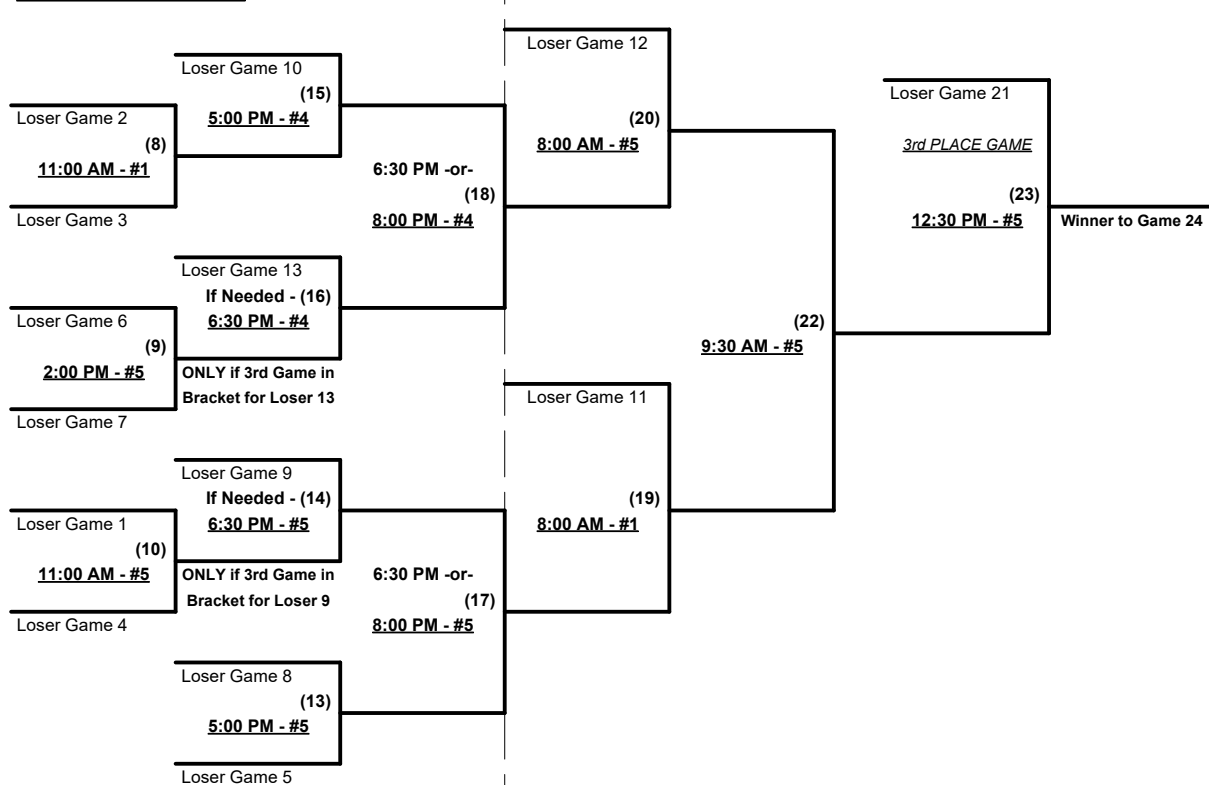 Loser Game 12
Loser Game 10
(15)
5:00 PM - #4
Loser Game 2
(8)
11:00 AM - #1
Loser Game 3
6:30 PM -or-
(18)
8:00 PM - #4
(20)
8:00 AM - #5
Loser Game 21
3rd PLACE GAME
(23)
12:30 PM - #5
Winner to Game 24
Loser Game 13
If Needed - (16)
6:30 PM - #4
Loser Game 6
(9)
2:00 PM - #5
ONLY if 3rd Game in
Bracket for Loser 13
Loser Game 7
(22)
9:30 AM - #5
Loser Game 11
Loser Game 9
If Needed - (14)
6:30 PM - #5
Loser Game 1
(10)
11:00 AM - #5
ONLY if 3rd Game in
Bracket for Loser 9
Loser Game 4
6:30 PM -or-
(17)
8:00 PM - #5
(19)
8:00 AM - #1
Loser Game 8
(13)
5:00 PM - #5
Loser Game 5